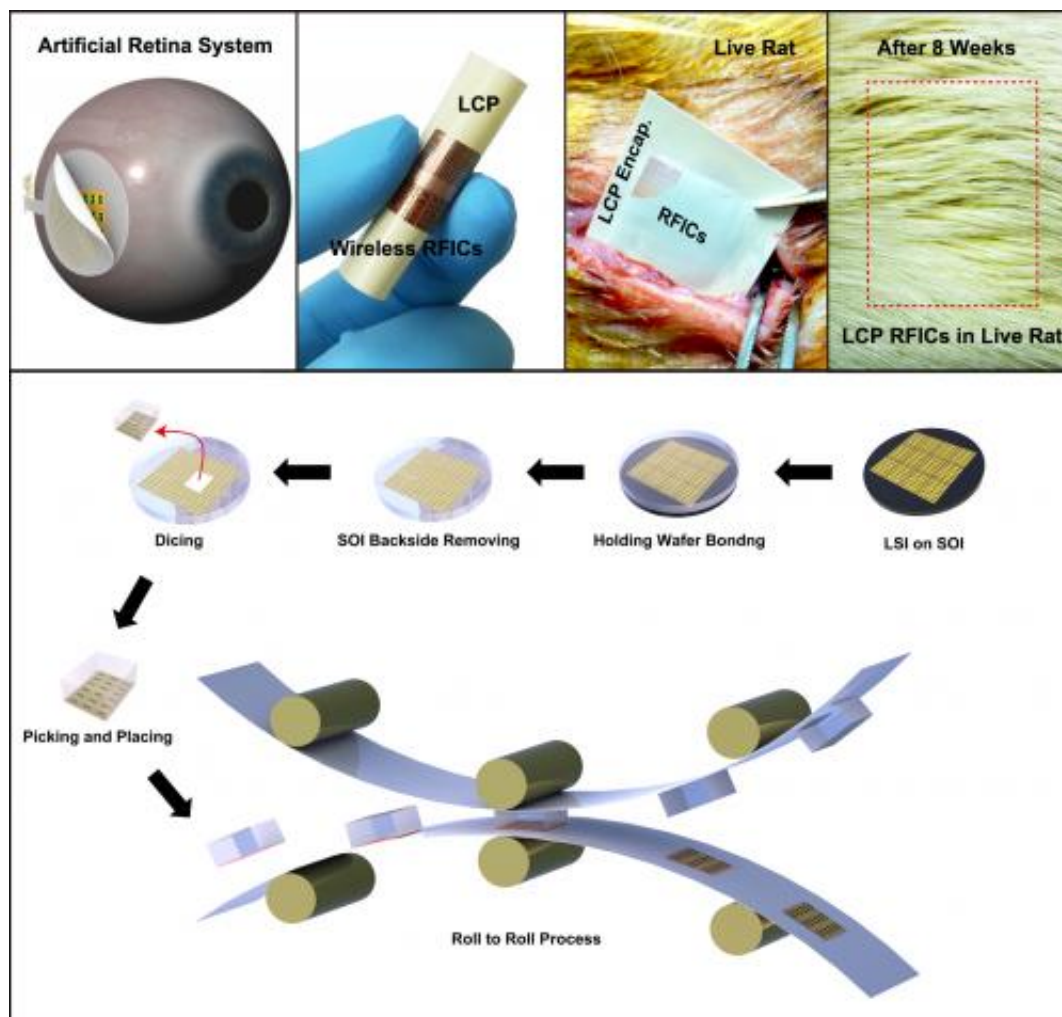 Artificial Retina System
LCP
Wireless RFICs
Live Rat
LCP Encap.
RFICs
After 8 Weeks
LCP RFICs in Live Rat
Dicing
SOI Backside Removing
Holding Wafer Bondng
LSI on SOI
Picking and Placing
Roll to Roll Process